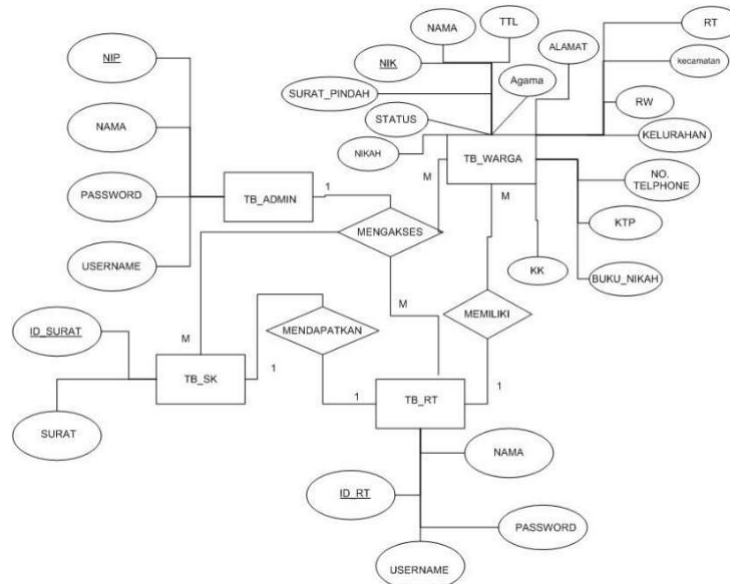 NAMA
TTL
RT
NIP
ALAMAT
NIK
kecamatan
Agama
SURAT_PINDAH
RW
STATUS
NAMA
KELURAHAN
NIKAH
TB_WARGA
M
NO.
TELPHONE
PASSWORD
TB_ADMIN
1
M
KTP
MENGAKSES
USERNAME
KK
BUKU_NIKAH
M
MEMILIKI
ID_SURAT
MENDAPATKAN
M
TB_SK
1
1
TB_RT
1
SURAT
NAMA
ID_RT
PASSWORD
USERNAME